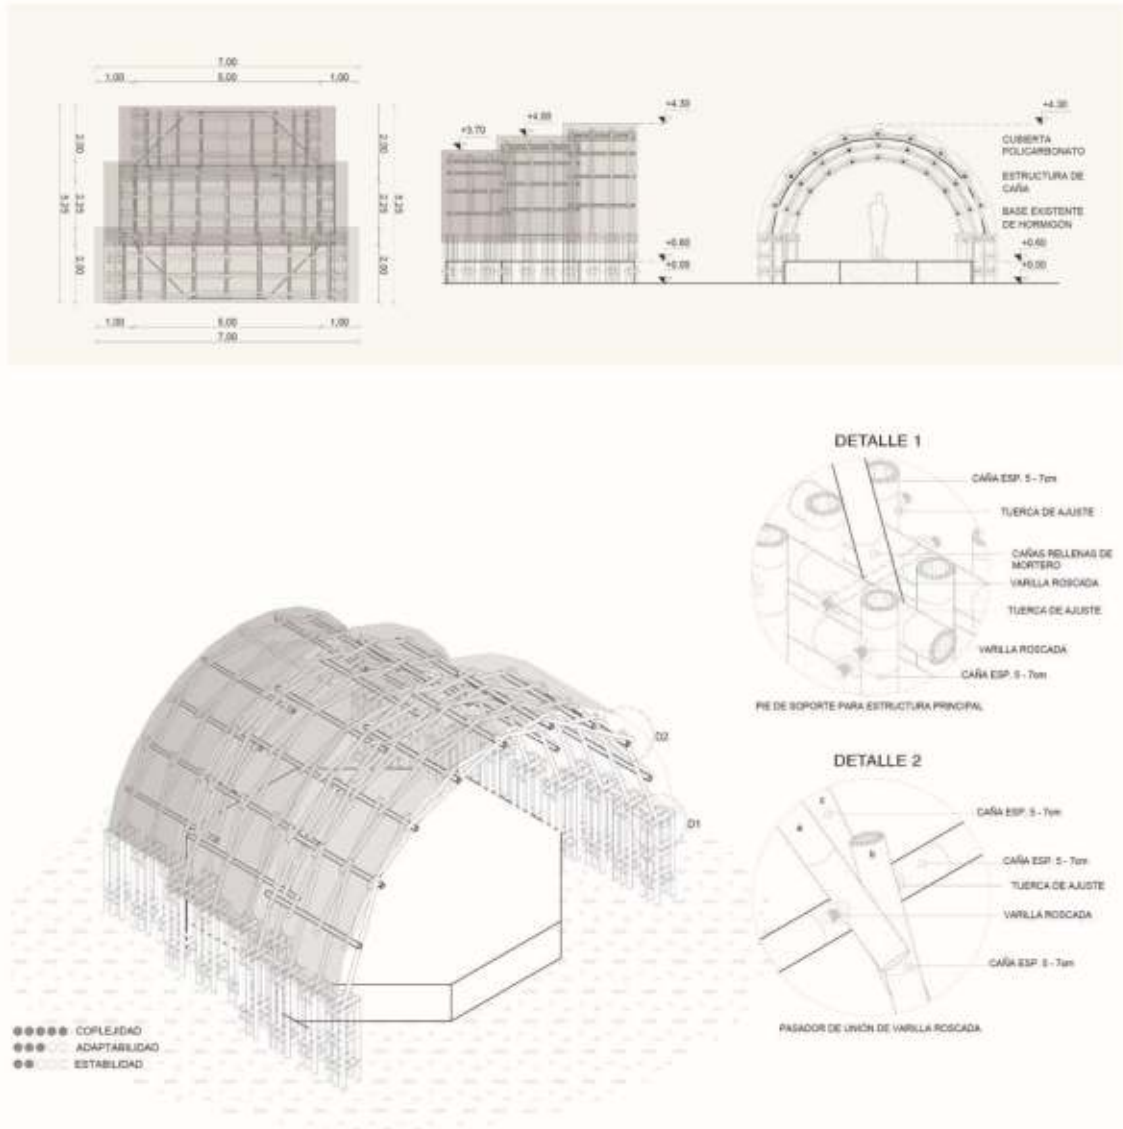 7.00
1,00 5,00 1,00
2,00 2,25 2,00
5,25
2,00 2,25 2,00
5,25
1,00 5,00 1,00
7,00
+3.70
+4.00
+4.30
+0.60
+0.00
+4.30
CUBIERTA
POLICARBONATO
ESTRUCTURA DE
CAÑA
BASE EXISTENTE
DE HORMIGÓN
+0.60
+0.00
DETALLE 1
CAÑA ESP. 5 - 7cm
TUERCA DE AJUSTE
CAÑAS RELLENAS DE
MORTERO
VARILLA ROSCADA
TUERCA DE AJUSTE
VARILLA ROSCADA
CAÑA ESP. 5 - 7cm
PIE DE SOPORTE PARA ESTRUCTURA PRINCIPAL
D2
D1
DETALLE 2
c
a
b
CAÑA ESP. 5 - 7cm
CAÑA ESP. 5 - 7cm
TUERCA DE AJUSTE
VARILLA ROSCADA
CAÑA ESP. 5 - 7cm
PASADOR DE UNIÓN DE VARILLA ROSCADA
COPLEJIDAD
ADAPTABILIDAD
ESTABILIDAD